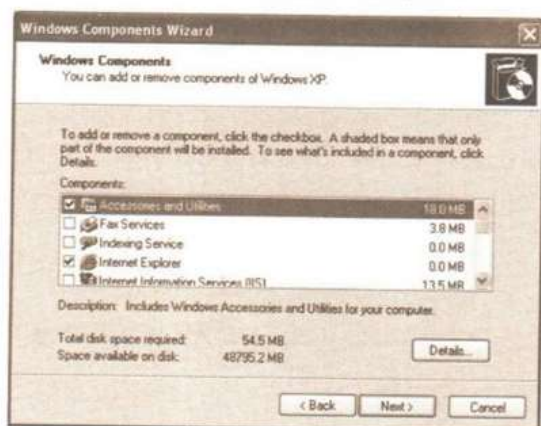 Windows Components Wizard
Windows Components
You can add or remove components of Windows XP.
To add or remove a component, click the checkbox. A shaded box means that only
part of the component will be installed. To see what's included in a component, click
Details.
Components:
Accessories and Utilities 18.0 MB
Fax Services 3.8 MB
Indexing Service 0.0 MB
Internet Explorer 0.0 MB
Internet Information Services (IIS) 13.5 MB
Description: Includes Windows Accessories and Utilities for your computer.
Total disk space required: 54.5 MB
Space available on disk: 48795.2 MB
Details...
< Back
Next >
Cancel